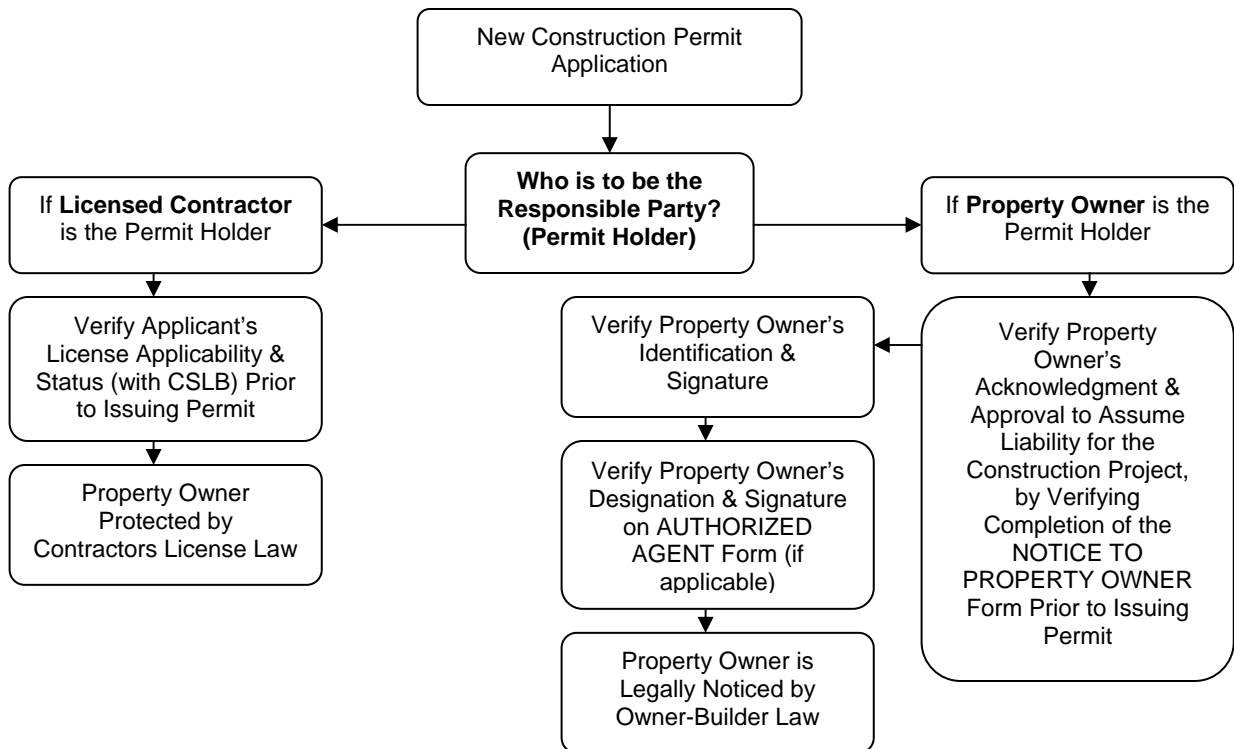 New Construction Permit
Application
Who is to be the
Responsible Party?
(Permit Holder)
If Licensed Contractor
is the Permit Holder
If Property Owner is the
Permit Holder
Verify Applicant’s
License Applicability &
Status (with CSLB) Prior
to Issuing Permit
Property Owner
Protected by
Contractors License Law
Verify Property
Owner’s
Acknowledgment &
Approval to Assume
Liability for the
Construction Project,
by Verifying
Completion of the
NOTICE TO
PROPERTY OWNER
Form Prior to Issuing
Permit
Verify Property Owner’s
Identification &
Signature
Verify Property Owner’s
Designation & Signature
on AUTHORIZED
AGENT Form (if
applicable)
Property Owner is
Legally Noticed by
Owner-Builder Law